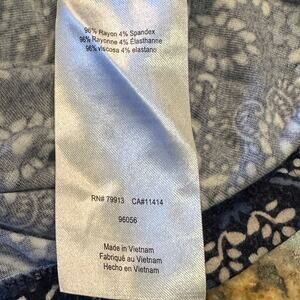 96% Rayon 4% Spandex
96% Rayonne 4% Élasthanne
96% viscosa 4% elastano
RN# 79913 CA#11414
96056
Made in Vietnam
Fabriqué au Vietnam
Hecho en Vietnam